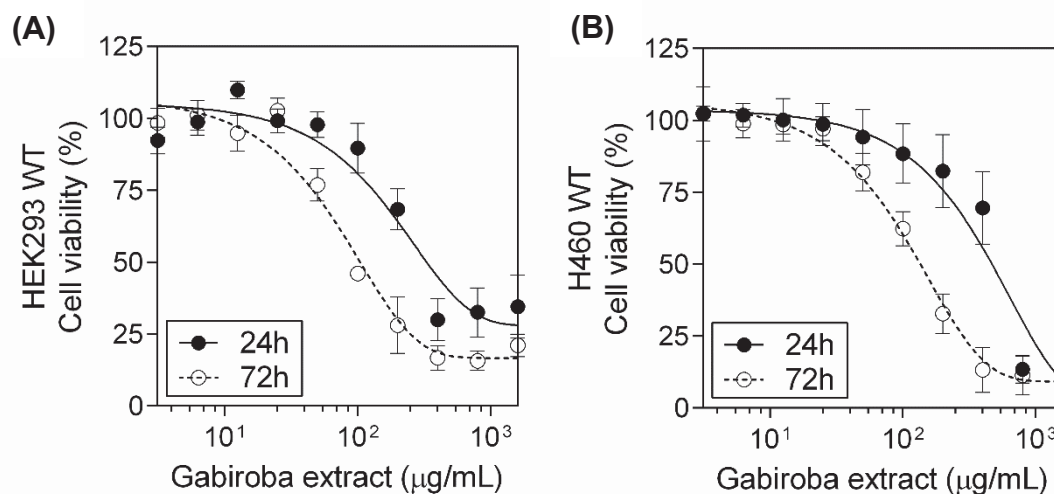 (A)
HEK293 WT
Cell viability (%)
125
100
75
50
25
0
24h
72h
10¹
10²
10³
Gabiroba extract (μg/mL)
(B)
H460 WT
Cell viability (%)
125
100
75
50
25
0
24h
72h
10¹
10²
10³
Gabiroba extract (μg/mL)